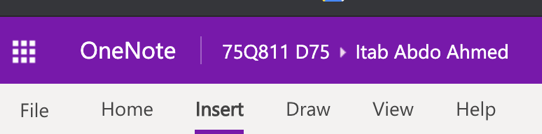 OneNote 75Q811 D75 ▸ Itab Abdo Ahmed
File Home Insert Draw View Help